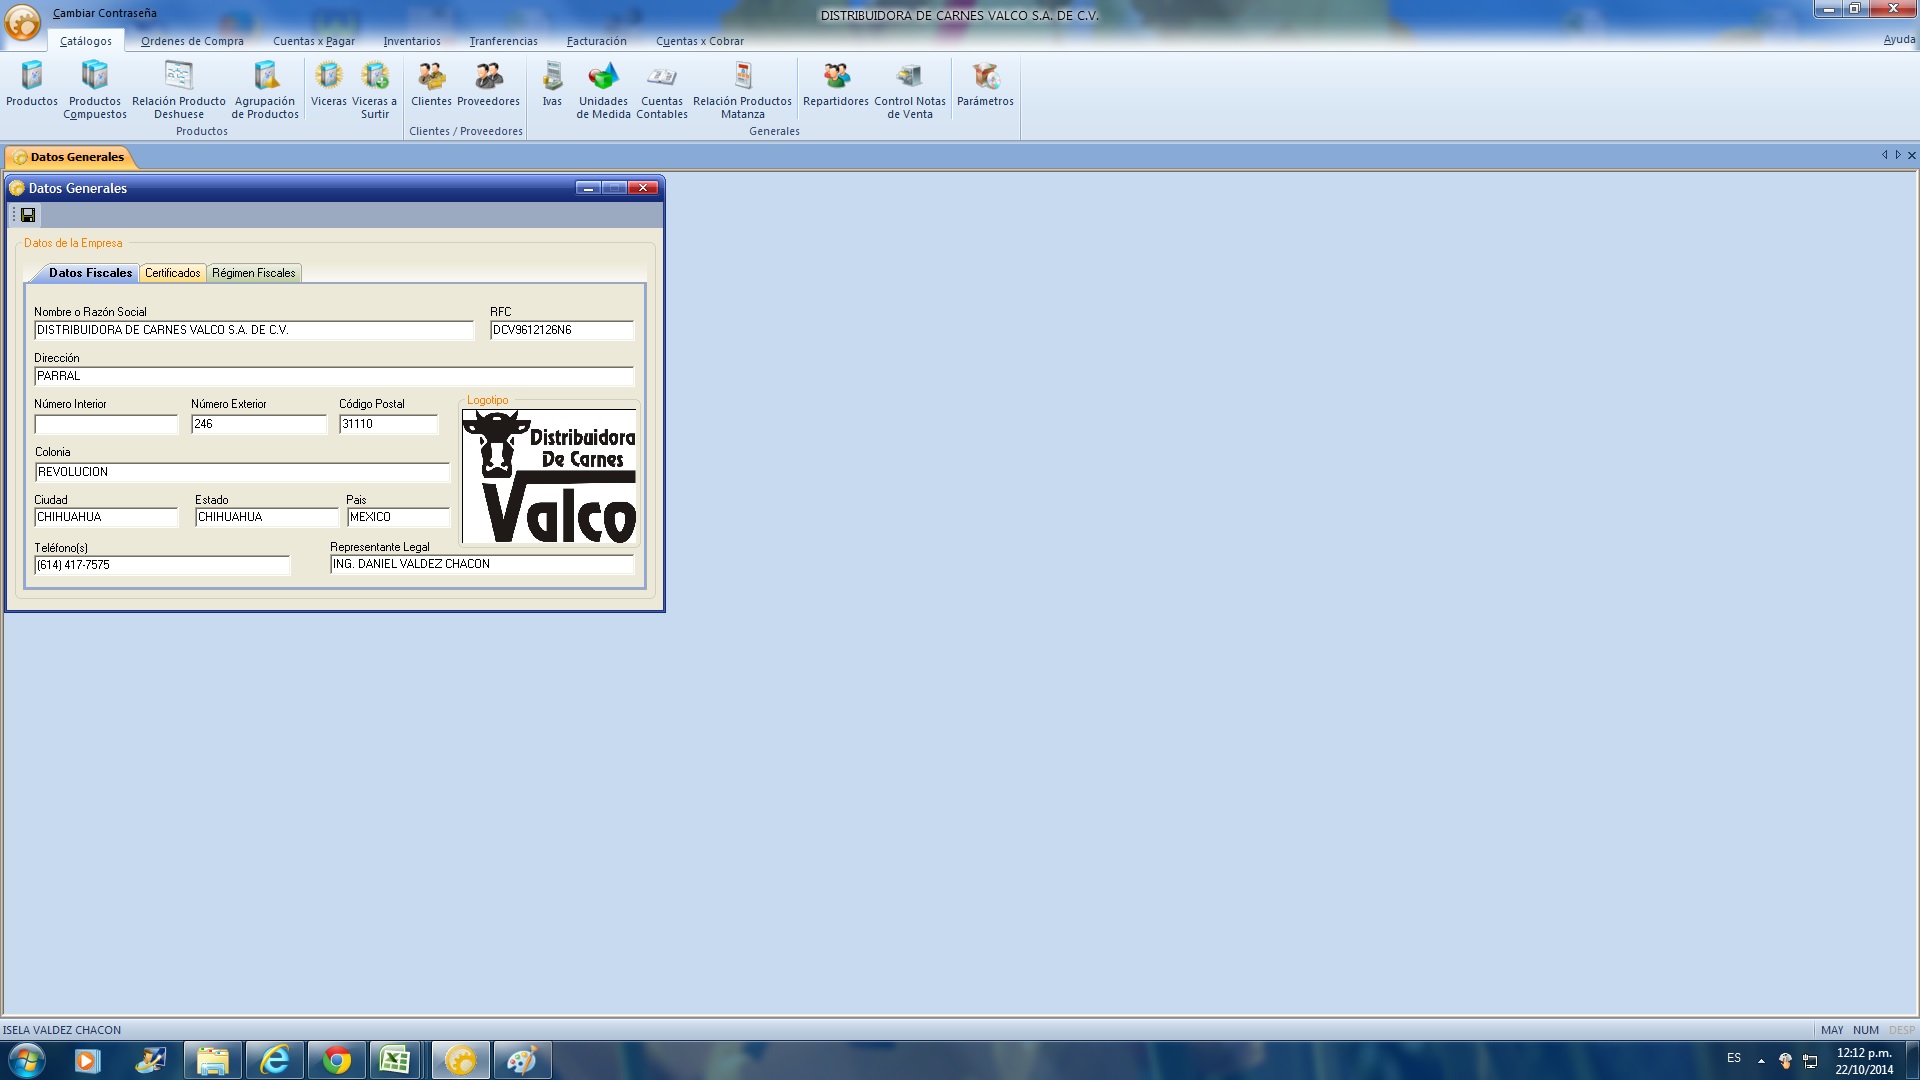 Cambiar Contraseña
DISTRIBUIDORA DE CARNES VALCO S.A. DE C.V.
Catálogos Ordenes de Compra Cuentas x Pagar Inventarios Tranferencias Facturación Cuentas x Cobrar Ayuda
Productos
Productos Compuestos
Relación Producto Deshuese
Agrupación de Productos
Viceras
Viceras a Surtir
Clientes
Proveedores
Ivas
Unidades de Medida
Cuentas Contables
Relación Productos Matanza
Repartidores
Control Notas de Venta
Parámetros
Productos Clientes / Proveedores Generales
Datos Generales
Datos Generales
Datos de la Empresa
Datos Fiscales Certificados Régimen Fiscales
Nombre o Razón Social RFC
DISTRIBUIDORA DE CARNES VALCO S.A. DE C.V. DCV9612126N6
Dirección
PARRAL
Número Interior Número Exterior Código Postal Logotipo
246 31110
Distribuidora
De Carnes
Valco
Colonia
REVOLUCION
Ciudad Estado Pais
CHIHUAHUA CHIHUAHUA MEXICO
Teléfono(s) Representante Legal
(614) 417-7575 ING. DANIEL VALDEZ CHACON
ISELA VALDEZ CHACON MAY NUM DESP
ES 12:12 p.m.
22/10/2014